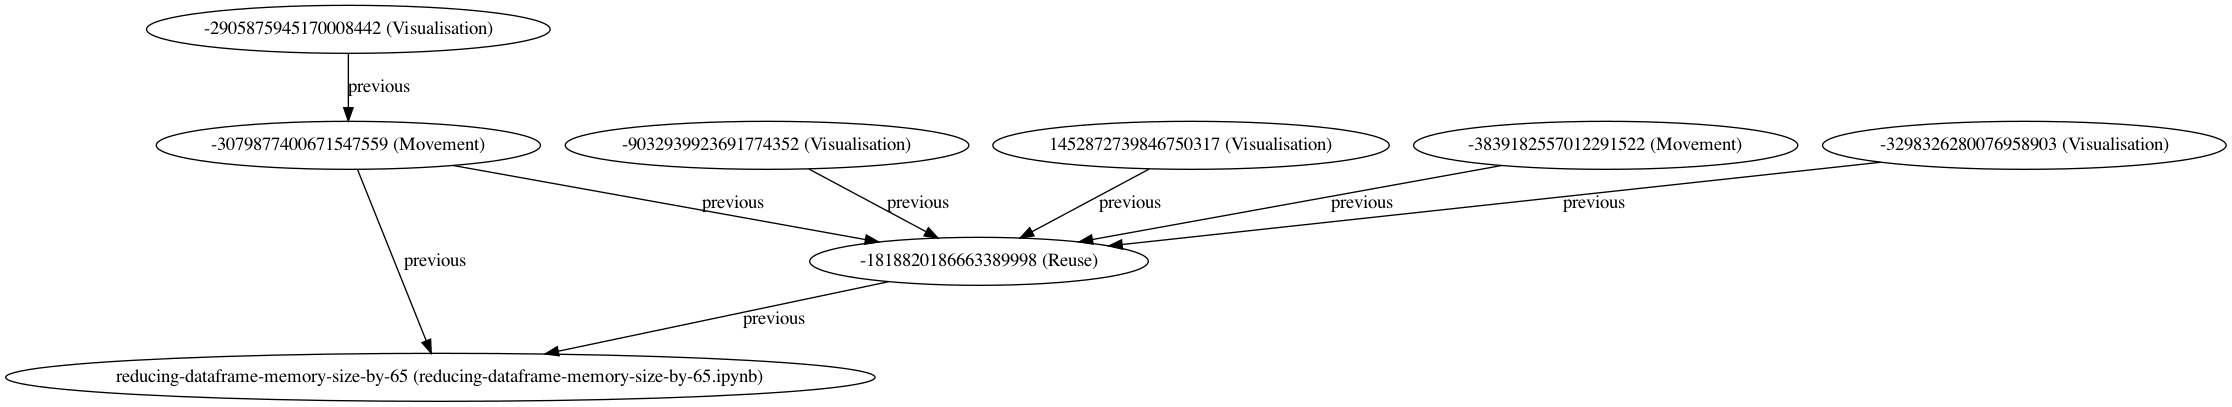 -2905875945170008442 (Visualisation)
previous
-3079877400671547559 (Movement)
-9032939923691774352 (Visualisation)
1452872739846750317 (Visualisation)
-3839182557012291522 (Movement)
-3298326280076958903 (Visualisation)
previous
previous
previous
previous
previous
previous
-1818820186663389998 (Reuse)
previous
reducing-dataframe-memory-size-by-65 (reducing-dataframe-memory-size-by-65.ipynb)